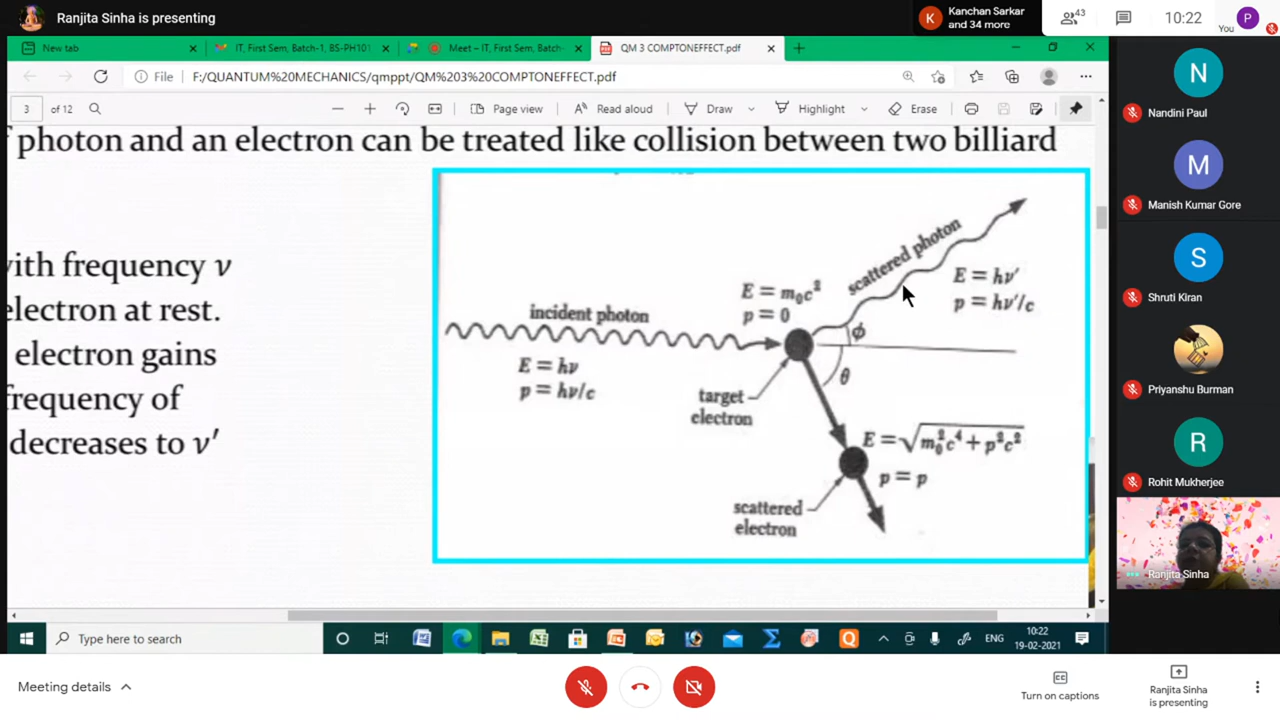 Ranjita Sinha is presenting
K
Kanchan Sarkar
and 34 more
43
10:22
P
You
New tab
IT, First Sem, Batch-1, BS-PH101
Meet – IT, First Sem, Batch-
QM 3 COMPTONEFFECT.pdf
File
F:/QUANTUM%20MECHANICS/qmppt/QM%203%20COMPTONEFFECT.pdf
3
of 12
Page view
Read aloud
Draw
Highlight
Erase
f photon and an electron can be treated like collision between two billiard
with frequency ν
electron at rest.
electron gains
frequency of
decreases to ν′
incident photon
E = hν
p = hν/c
E = m₀c²
p = 0
scattered photon
E = hν′
p = hν′/c
ϕ
θ
target
electron
E = √m₀²c⁴ + p²c²
p = p
scattered
electron
N
Nandini Paul
M
Manish Kumar Gore
S
Shruti Kiran
Priyanshu Burman
R
Rohit Mukherjee
Ranjita Sinha
Type here to search
ENG
10:22
19-02-2021
Meeting details
Turn on captions
Ranjita Sinha
is presenting